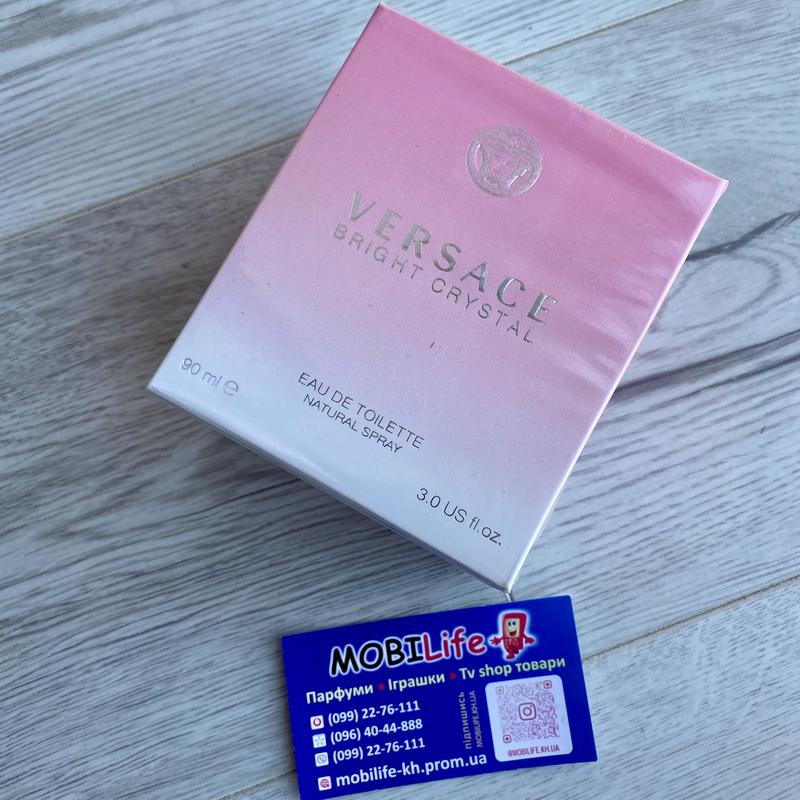 VERSACE
BRIGHT CRYSTAL
90 ml e
EAU DE TOILETTE
NATURAL SPRAY
3.0 US fl.oz.
MOBILife
Парфуми • Іграшки • Tv shop товари
(099) 22-76-111
(096) 40-44-888
(099) 22-76-111
mobilife-kh.prom.ua
підпишись
MOBILIFE.KH.UA
@MOBILIFE.KH.UA